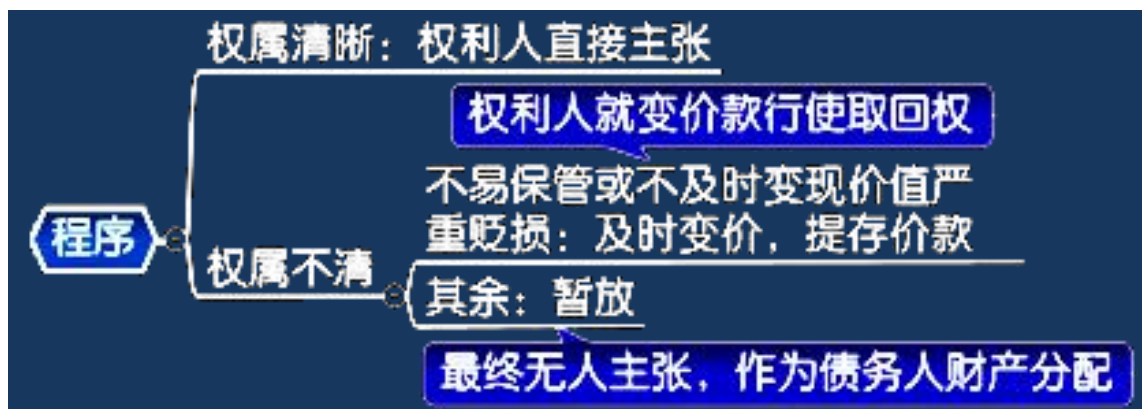 权属清晰：权利人直接主张
权利人就变价款行使取回权
不易保管或不及时变现价值严
重贬损：及时变价，提存价款
程序
权属不清
其余：暂放
最终无人主张，作为债务人财产分配